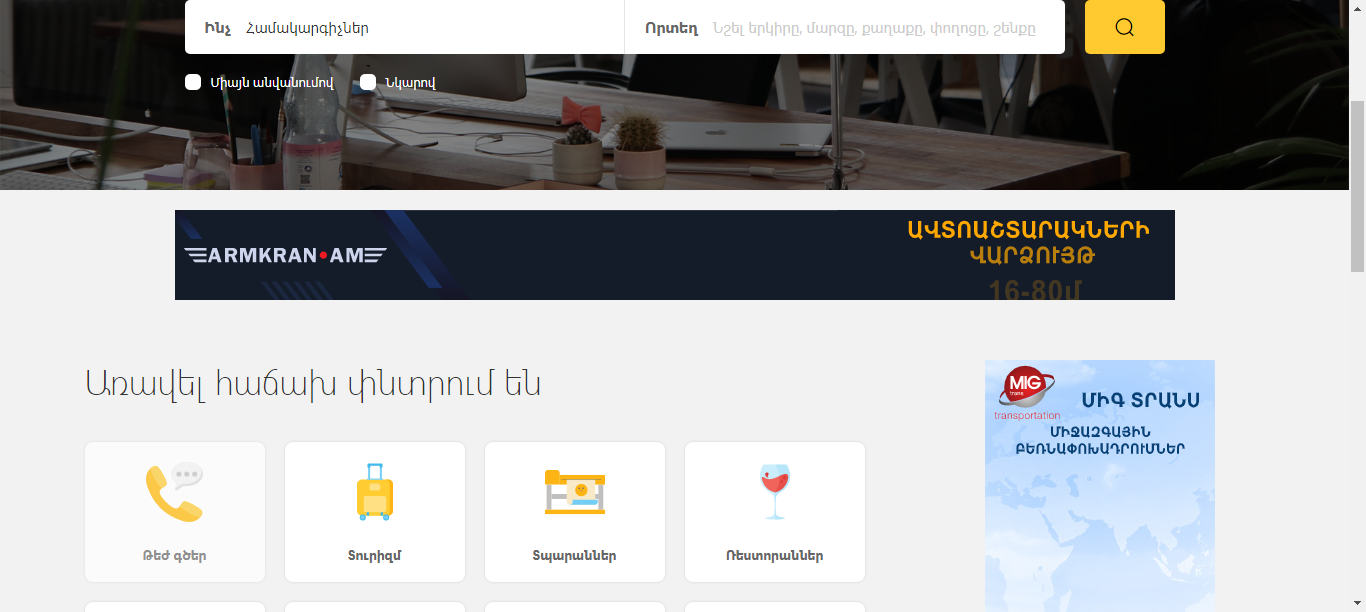 Ինչ Համակարգիչներ Որտեղ Նշել երկիրը, մարզը, քաղաքը, փողոցը, շենքը
Միայն անվանումով Նկարով
ARMKRAN•AM
ԱՎՏՈԱՇՏԱՐԱԿՆԵՐԻ
ՎԱՐՁՈՒՅԹ
16-80մ
Առավել հաճախ փնտրում են
MIG
trans
transportation
ՄԻԳ ՏՐԱՆՍ
ՄԻՋԱԶԳԱՅԻՆ
ԲԵՌՆԱՓՈԽԱԴՐՈՒՄՆԵՐ
Թեժ գծեր
Տուրիզմ
Տպարաններ
Ռեստորաններ